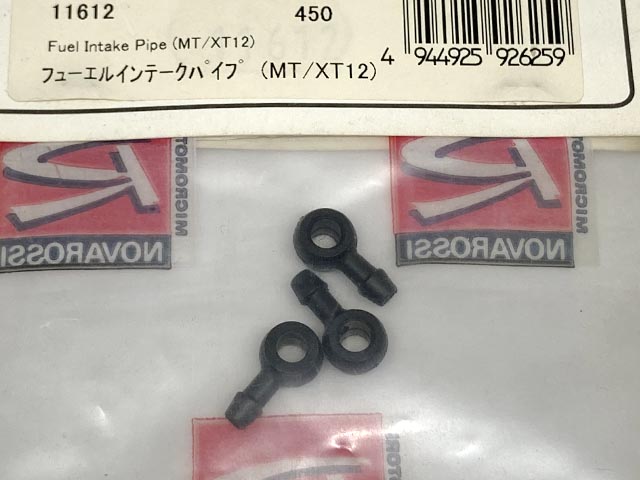 11612
450
Fuel Intake Pipe (MT/XT12)
フューエルインテークパイプ (MT/XT12)
4 944925 926259
NOVAROSSI
MICROMOTO
NOVAROSSI
MICROMOTORI